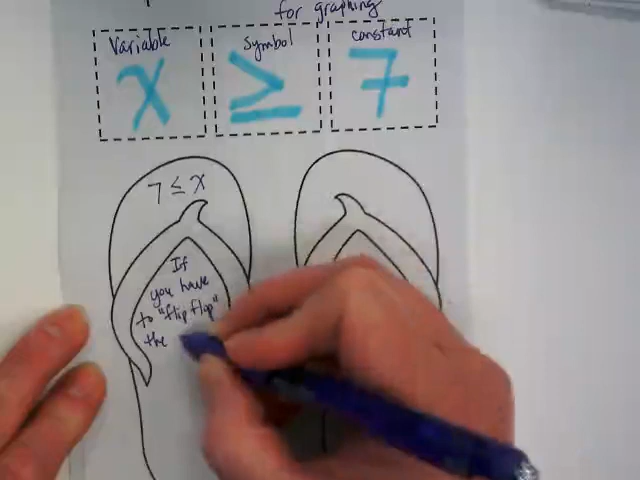 for graphing
Variable
symbol
constant
x
≥
7
7 ≤ x
If
you have
to "flip flop"
the